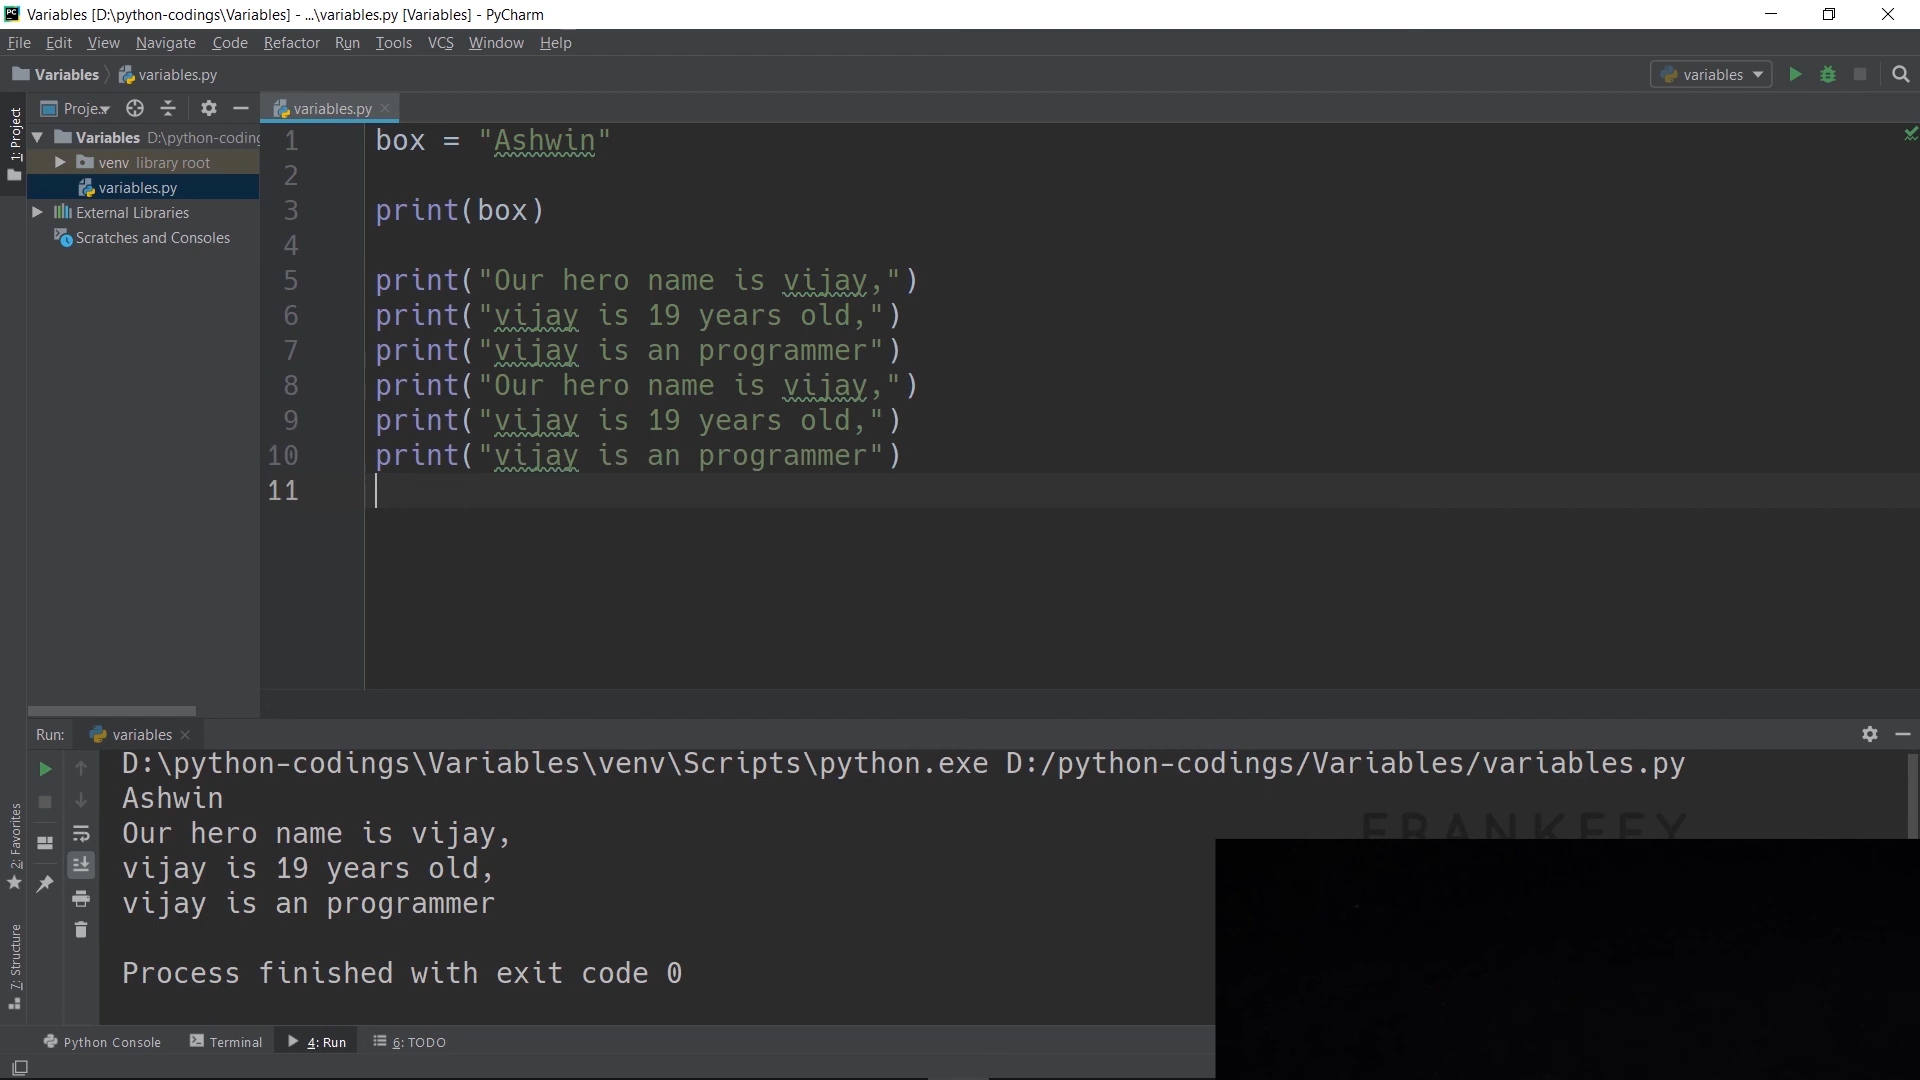 Variables [D:\python-codings\Variables] - ...\variables.py [Variables] - PyCharm
File Edit View Navigate Code Refactor Run Tools VCS Window Help
Variables variables.py variables
1: Project Proje.. variables.py
Variables D:\python-coding
venv library root
variables.py
External Libraries
Scratches and Consoles
1 box = "Ashwin"
2
3 print(box)
4
5 print("Our hero name is vijay,")
6 print("vijay is 19 years old,")
7 print("vijay is an programmer")
8 print("Our hero name is vijay,")
9 print("vijay is 19 years old,")
10 print("vijay is an programmer")
11
Run: variables
D:\python-codings\Variables\venv\Scripts\python.exe D:/python-codings/Variables/variables.py
Ashwin
Our hero name is vijay,
vijay is 19 years old,
vijay is an programmer
Process finished with exit code 0
2: Favorites
7: Structure
FRANKEEY
Python Console Terminal 4: Run 6: TODO